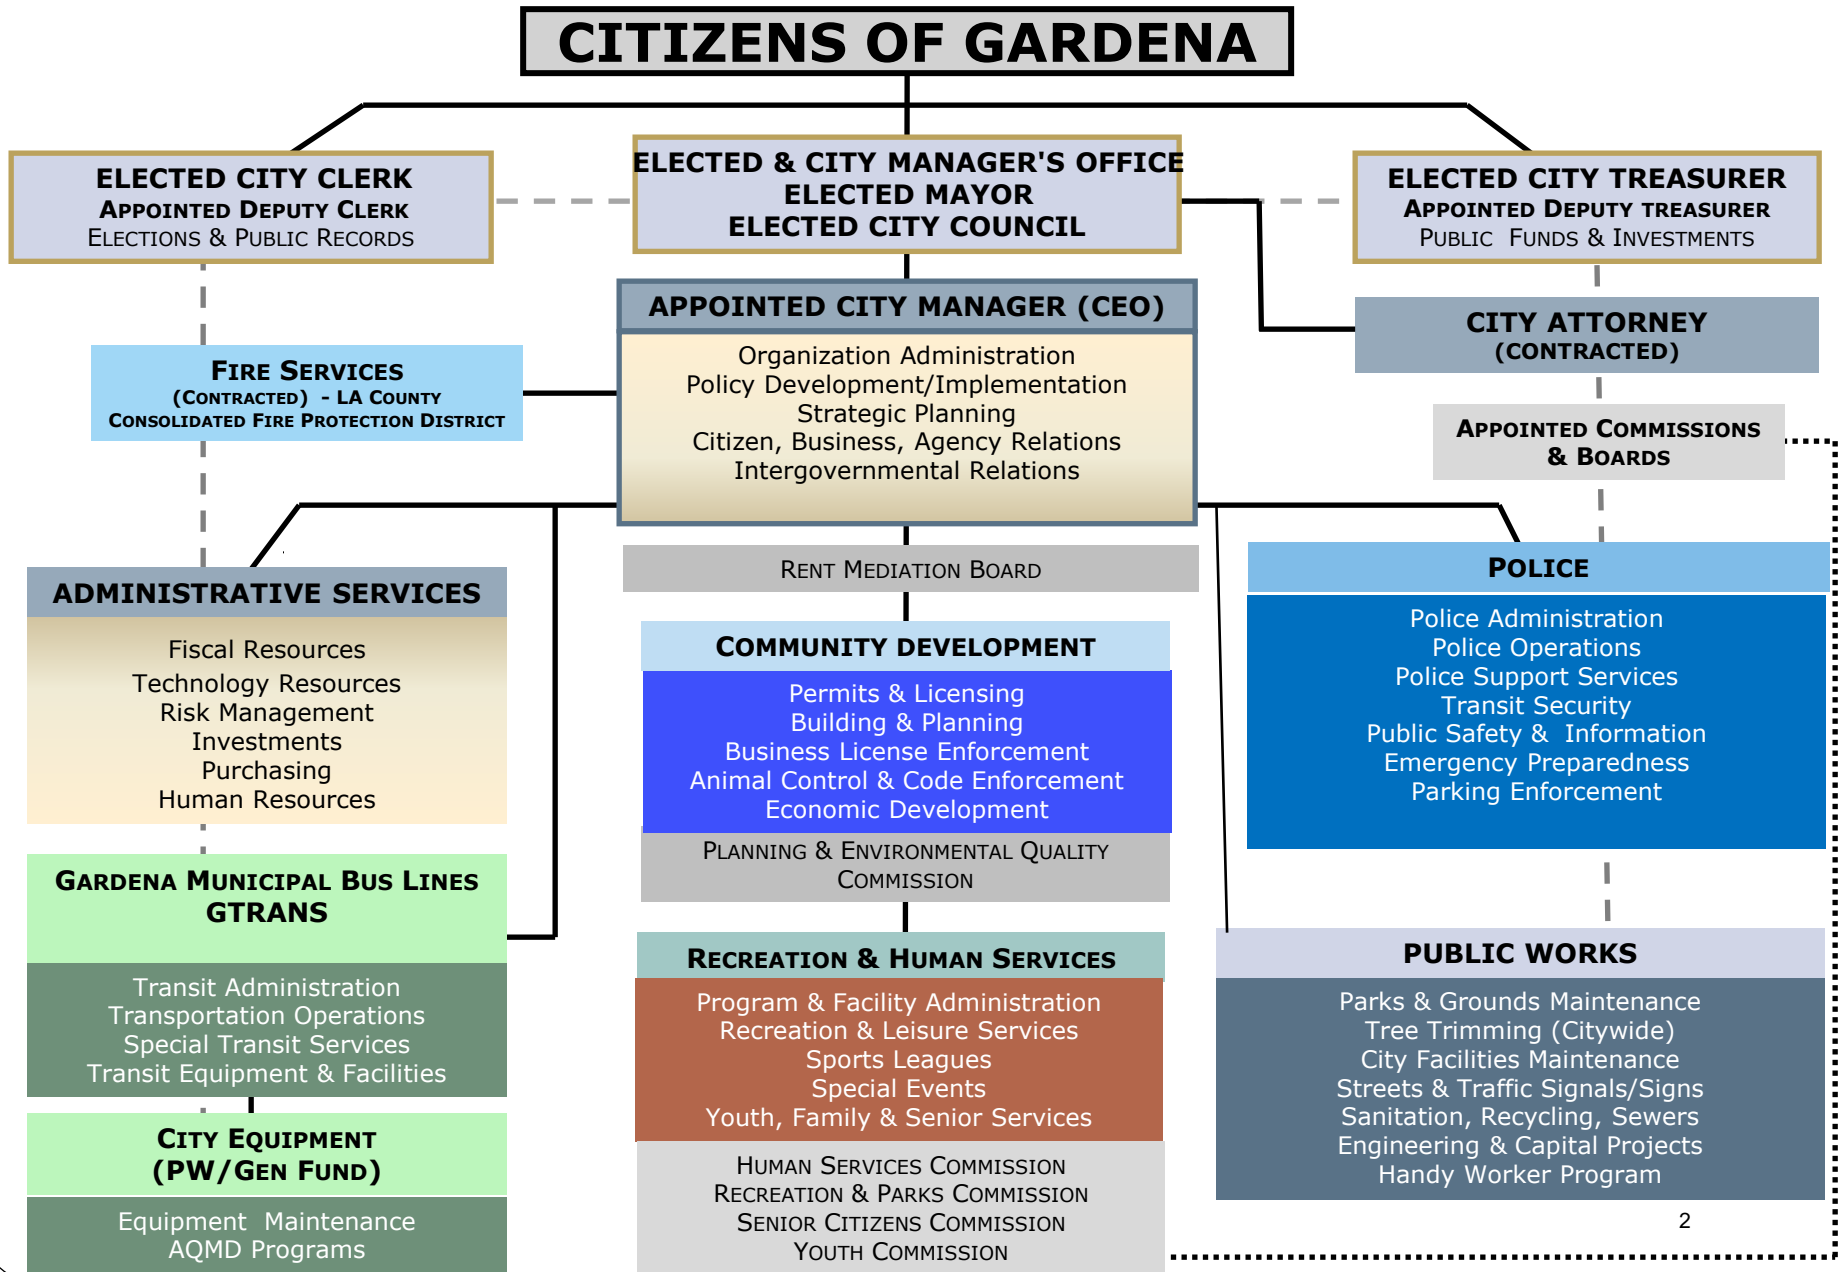 CITIZENS OF GARDENA
ELECTED CITY CLERK
APPOINTED DEPUTY CLERK
ELECTIONS & PUBLIC RECORDS
ELECTED & CITY MANAGER'S OFFICE
ELECTED MAYOR
ELECTED CITY COUNCIL
ELECTED CITY TREASURER
APPOINTED DEPUTY TREASURER
PUBLIC FUNDS & INVESTMENTS
APPOINTED CITY MANAGER (CEO)
Organization Administration
Policy Development/Implementation
Strategic Planning
Citizen, Business, Agency Relations
Intergovernmental Relations
CITY ATTORNEY
(CONTRACTED)
FIRE SERVICES
(CONTRACTED) - LA COUNTY
CONSOLIDATED FIRE PROTECTION DISTRICT
APPOINTED COMMISSIONS
& BOARDS
RENT MEDIATION BOARD
ADMINISTRATIVE SERVICES
Fiscal Resources
Technology Resources
Risk Management
Investments
Purchasing
Human Resources
COMMUNITY DEVELOPMENT
Permits & Licensing
Building & Planning
Business License Enforcement
Animal Control & Code Enforcement
Economic Development
PLANNING & ENVIRONMENTAL QUALITY
COMMISSION
POLICE
Police Administration
Police Operations
Police Support Services
Transit Security
Public Safety & Information
Emergency Preparedness
Parking Enforcement
GARDENA MUNICIPAL BUS LINES
GTRANS
Transit Administration
Transportation Operations
Special Transit Services
Transit Equipment & Facilities
RECREATION & HUMAN SERVICES
Program & Facility Administration
Recreation & Leisure Services
Sports Leagues
Special Events
Youth, Family & Senior Services
HUMAN SERVICES COMMISSION
RECREATION & PARKS COMMISSION
SENIOR CITIZENS COMMISSION
YOUTH COMMISSION
PUBLIC WORKS
Parks & Grounds Maintenance
Tree Trimming (Citywide)
City Facilities Maintenance
Streets & Traffic Signals/Signs
Sanitation, Recycling, Sewers
Engineering & Capital Projects
Handy Worker Program
CITY EQUIPMENT
(PW/GEN FUND)
Equipment Maintenance
AQMD Programs
2